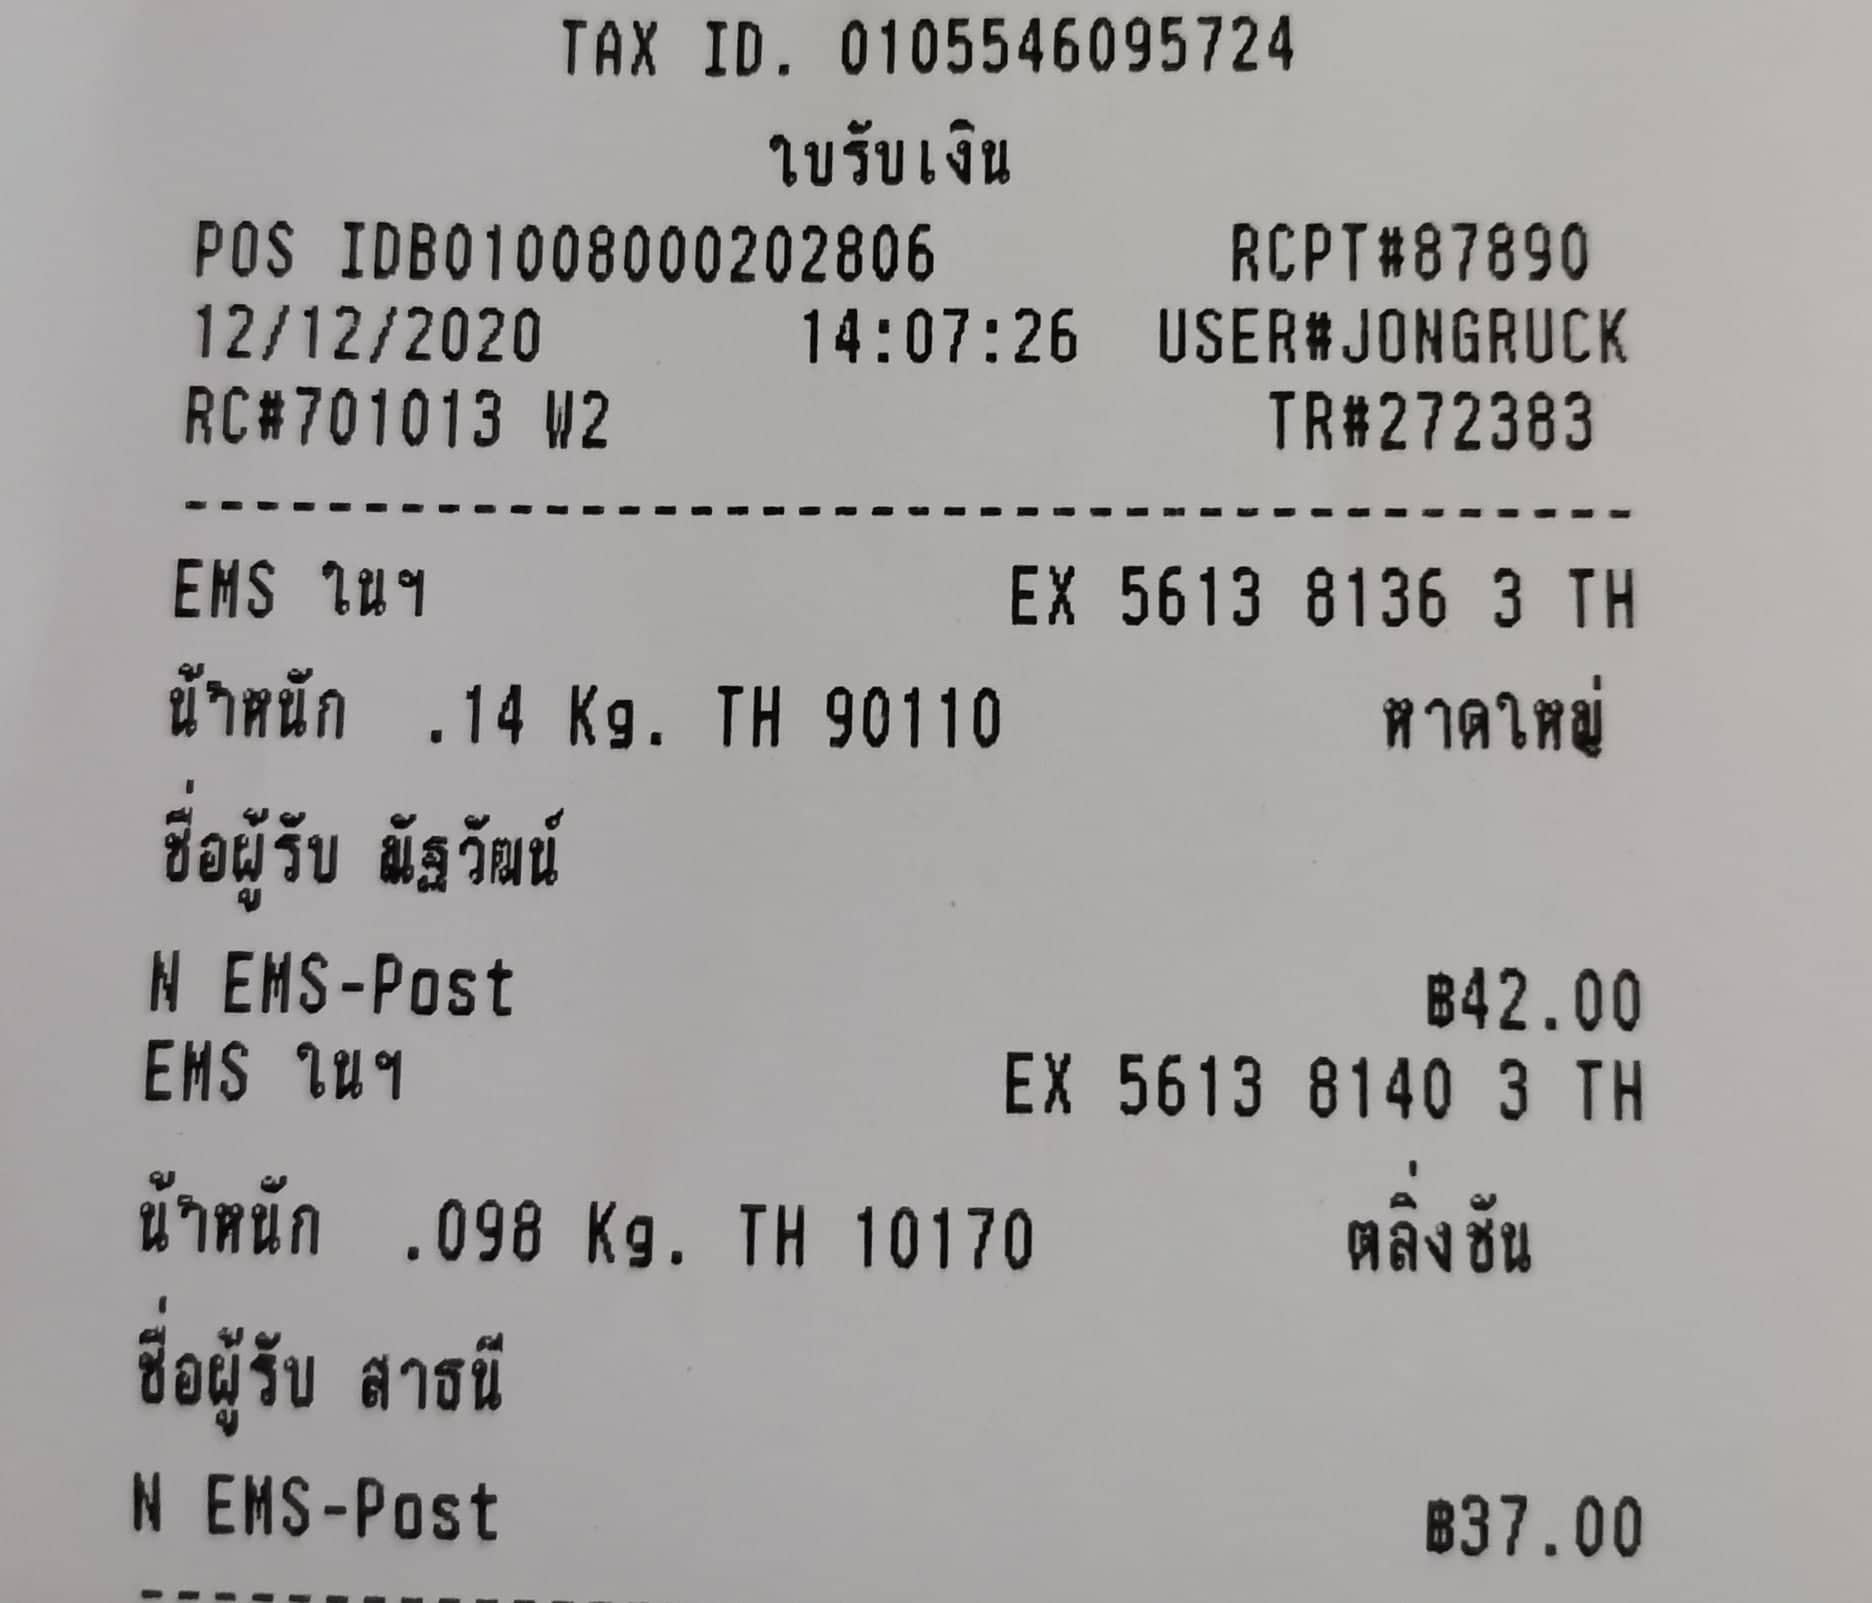 TAX ID. 0105546095724
ใบรับเงิน
POS IDB01008000202806 RCPT#87890
12/12/2020 14:07:26 USER#JONGRUCK
RC#701013 W2 TR#272383
--------------------------------
EMS ในฯ EX 5613 8136 3 TH
น้ำหนัก .14 Kg. TH 90110 หาดใหญ่
ชื่อผู้รับ ณัฐวัฒน์
N EMS-Post ฿42.00
EMS ในฯ EX 5613 8140 3 TH
น้ำหนัก .098 Kg. TH 10170 ตลิ่งชัน
ชื่อผู้รับ สาธนี
N EMS-Post ฿37.00